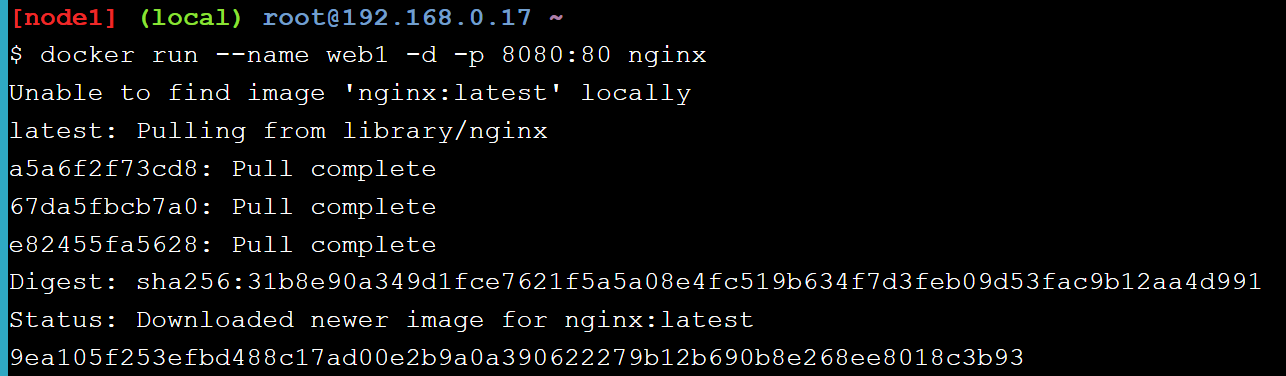 [node1] (local) root@192.168.0.17 ~
$ docker run --name web1 -d -p 8080:80 nginx
Unable to find image 'nginx:latest' locally
latest: Pulling from library/nginx
a5a6f2f73cd8: Pull complete
67da5fbcb7a0: Pull complete
e82455fa5628: Pull complete
Digest: sha256:31b8e90a349d1fce7621f5a5a08e4fc519b634f7d3feb09d53fac9b12aa4d991
Status: Downloaded newer image for nginx:latest
9ea105f253efbd488c17ad00e2b9a0a390622279b12b690b8e268ee8018c3b93